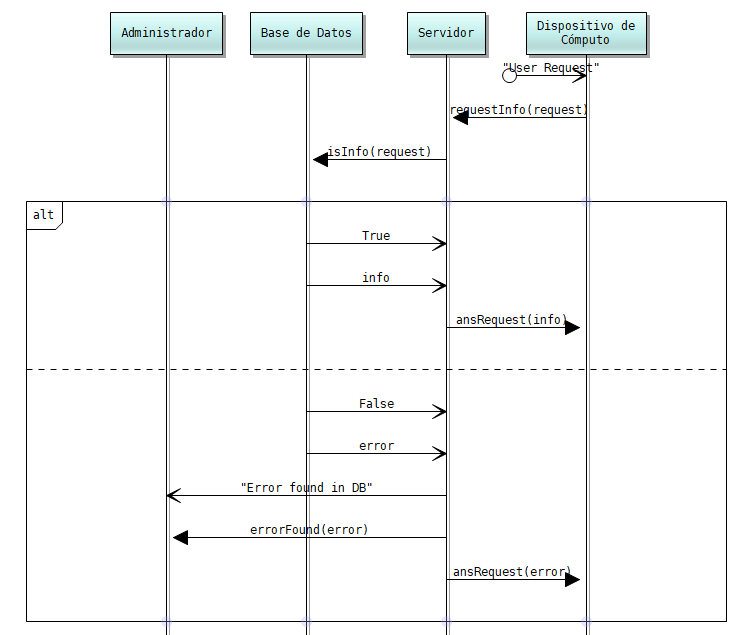 Administrador
Base de Datos
Servidor
Dispositivo de
Cómputo
"User Request"
requestInfo(request)
isInfo(request)
alt
True
info
ansRequest(info)
False
error
"Error found in DB"
errorFound(error)
ansRequest(error)